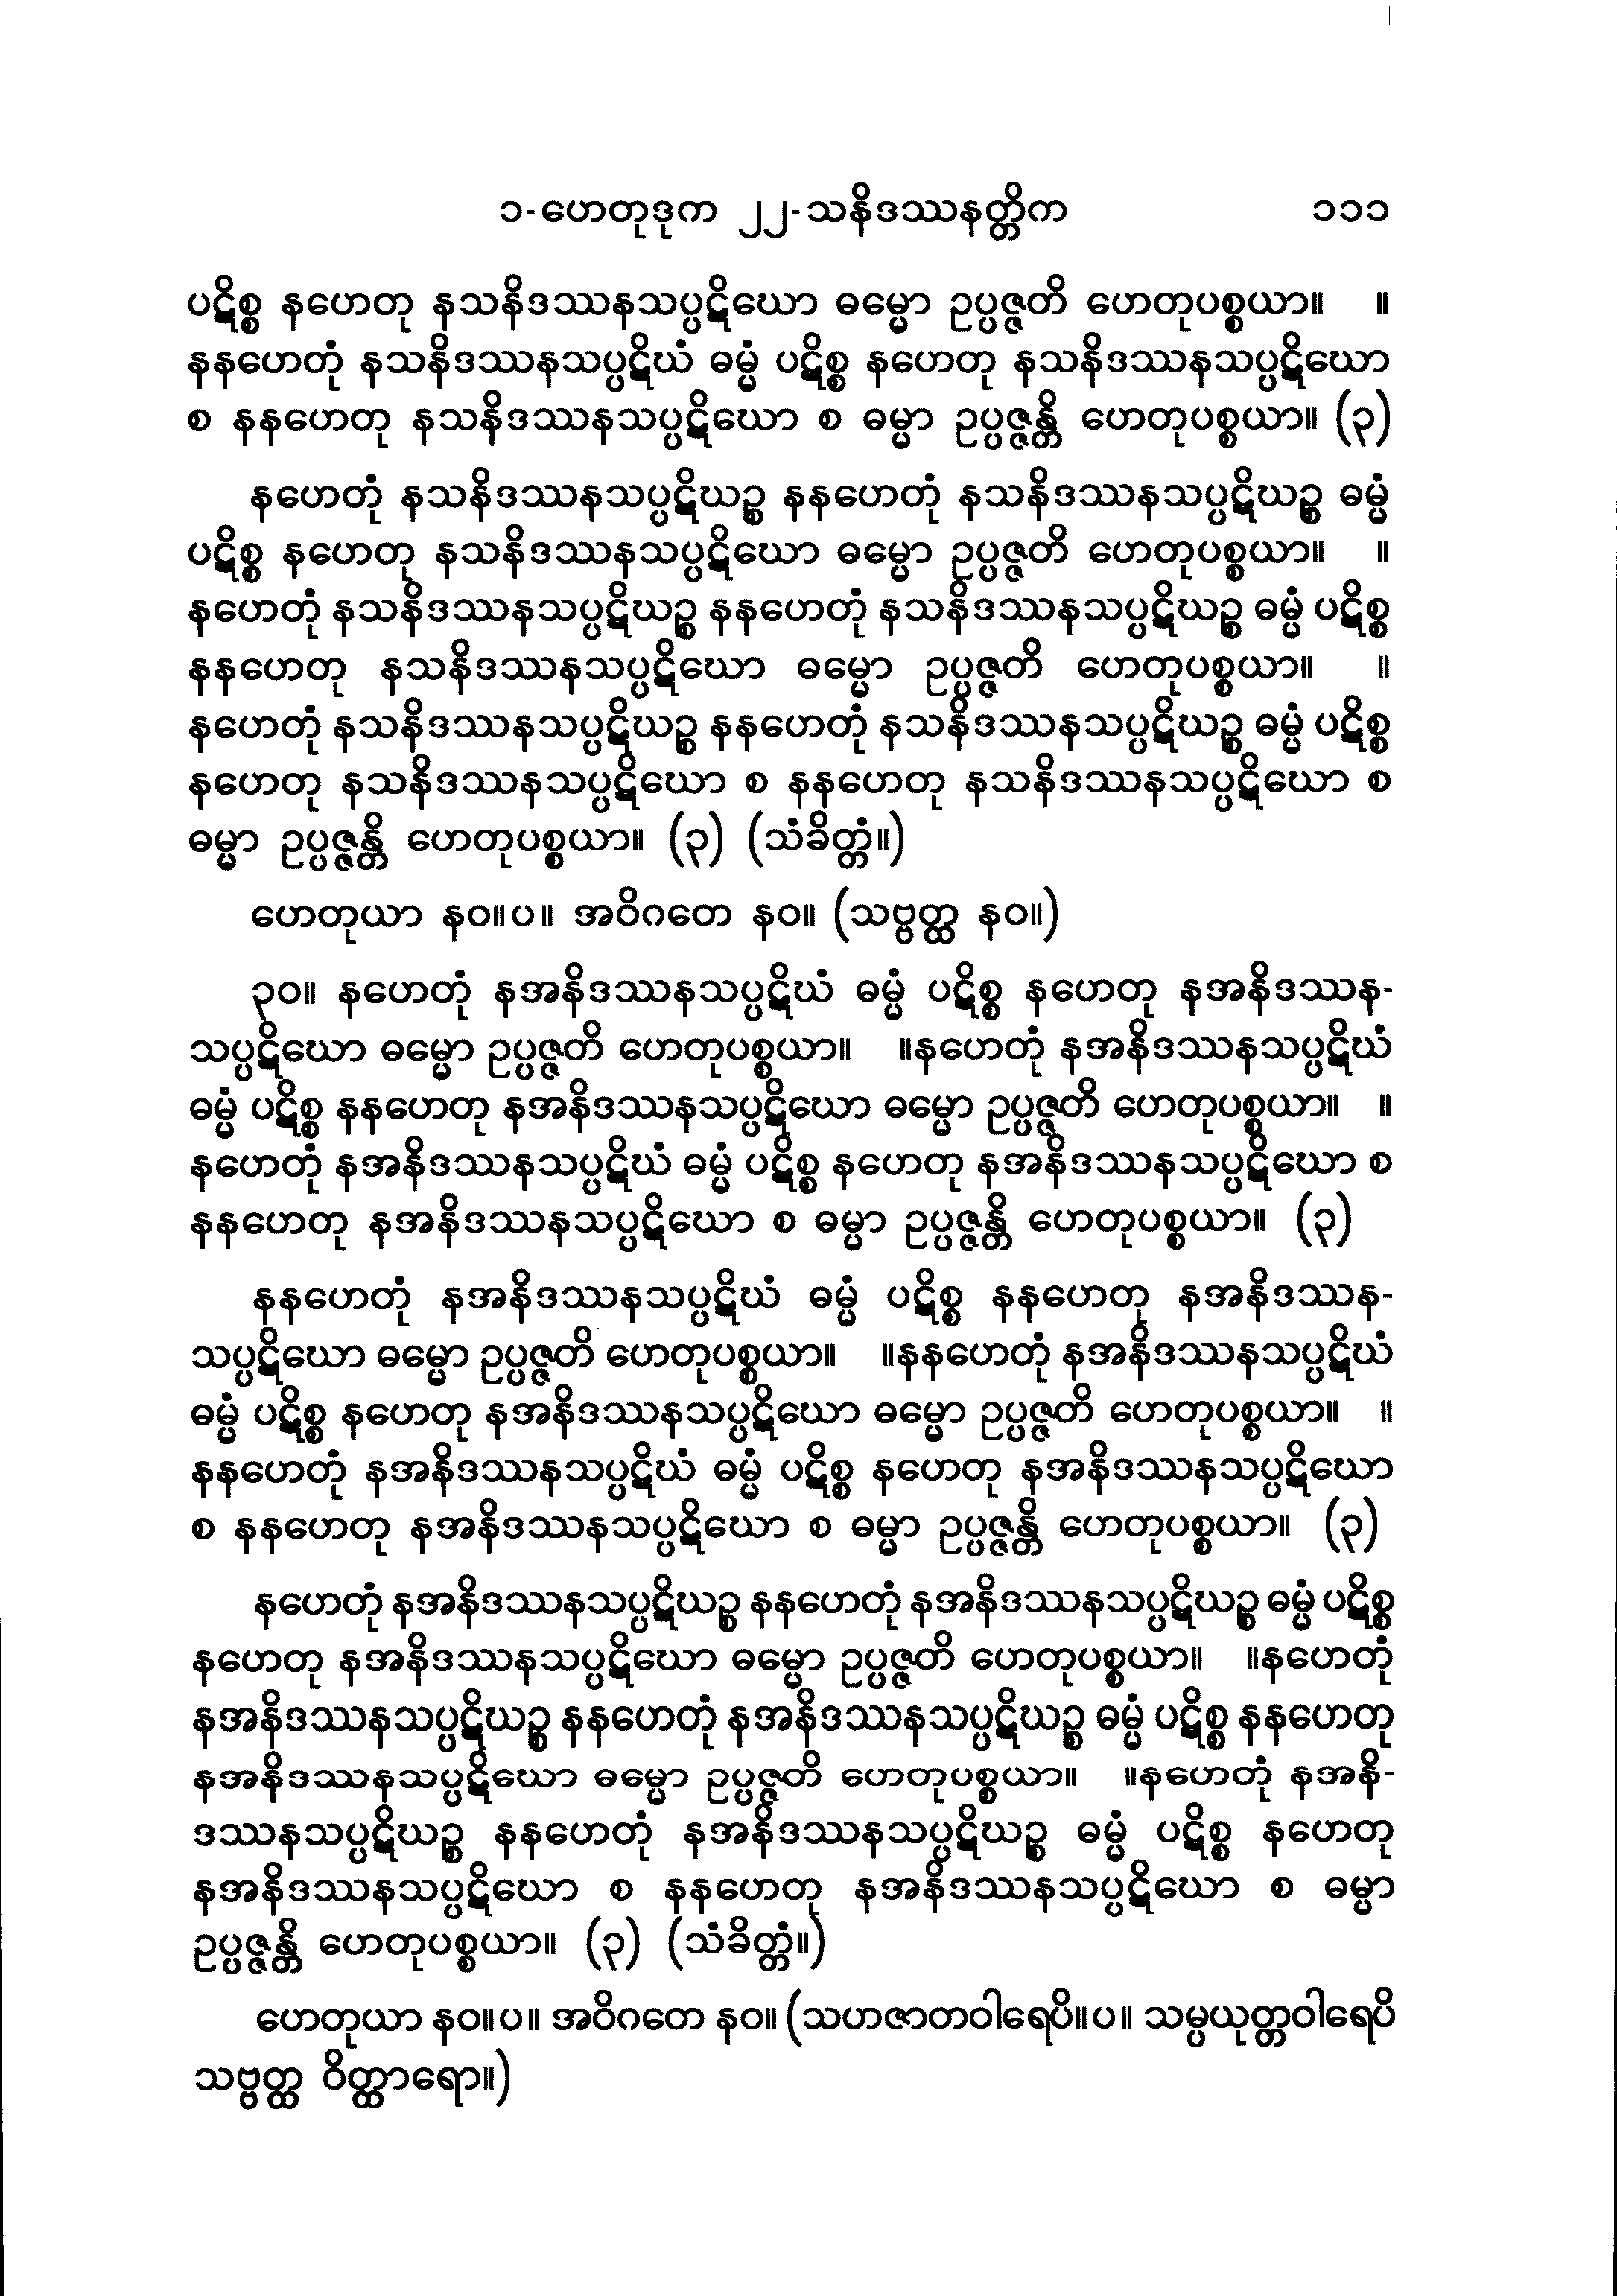 ၁-ဟေတုဒုက ၂၂-သနိဒဿနတ္တိက ၁၁၁
ပဋိစ္စ နဟေတု နသနိဒဿနသပ္ပဋိဃော ဓမ္မော ဥပ္ပဇ္ဇတိ ဟေတုပစ္စယာ။ ။
နနဟေတုံ နသနိဒဿနသပ္ပဋိဃံ ဓမ္မံ ပဋိစ္စ နဟေတု နသနိဒဿနသပ္ပဋိဃော
စ နနဟေတု နသနိဒဿနသပ္ပဋိဃော စ ဓမ္မာ ဥပ္ပဇ္ဇန္တိ ဟေတုပစ္စယာ။ (၃)
နဟေတုံ နသနိဒဿနသပ္ပဋိဃဉ္စ နနဟေတုံ နသနိဒဿနသပ္ပဋိဃဉ္စ ဓမ္မံ
ပဋိစ္စ နဟေတု နသနိဒဿနသပ္ပဋိဃော ဓမ္မော ဥပ္ပဇ္ဇတိ ဟေတုပစ္စယာ။ ။
နဟေတုံ နသနိဒဿနသပ္ပဋိဃဉ္စ နနဟေတုံ နသနိဒဿနသပ္ပဋိဃဉ္စ ဓမ္မံ ပဋိစ္စ
နနဟေတု နသနိဒဿနသပ္ပဋိဃော ဓမ္မော ဥပ္ပဇ္ဇတိ ဟေတုပစ္စယာ။ ။
နဟေတုံ နသနိဒဿနသပ္ပဋိဃဉ္စ နနဟေတုံ နသနိဒဿနသပ္ပဋိဃဉ္စ ဓမ္မံ ပဋိစ္စ
နဟေတု နသနိဒဿနသပ္ပဋိဃော စ နနဟေတု နသနိဒဿနသပ္ပဋိဃော စ
ဓမ္မာ ဥပ္ပဇ္ဇန္တိ ဟေတုပစ္စယာ။ (၃) (သံခိတ္တံ။)
ဟေတုယာ နဝ။ပ။ အဝိဂတေ နဝ။ (သဗ္ဗတ္ထ နဝ။)
၃၀။ နဟေတုံ နအနိဒဿနသပ္ပဋိဃံ ဓမ္မံ ပဋိစ္စ နဟေတု နအနိဒဿန-
သပ္ပဋိဃော ဓမ္မော ဥပ္ပဇ္ဇတိ ဟေတုပစ္စယာ။ ။နဟေတုံ နအနိဒဿနသပ္ပဋိဃံ
ဓမ္မံ ပဋိစ္စ နနဟေတု နအနိဒဿနသပ္ပဋိဃော ဓမ္မော ဥပ္ပဇ္ဇတိ ဟေတုပစ္စယာ။ ။
နဟေတုံ နအနိဒဿနသပ္ပဋိဃံ ဓမ္မံ ပဋိစ္စ နဟေတု နအနိဒဿနသပ္ပဋိဃော စ
နနဟေတု နအနိဒဿနသပ္ပဋိဃော စ ဓမ္မာ ဥပ္ပဇ္ဇန္တိ ဟေတုပစ္စယာ။ (၃)
နနဟေတုံ နအနိဒဿနသပ္ပဋိဃံ ဓမ္မံ ပဋိစ္စ နနဟေတု နအနိဒဿန-
သပ္ပဋိဃော ဓမ္မော ဥပ္ပဇ္ဇတိ ဟေတုပစ္စယာ။ ။နနဟေတုံ နအနိဒဿနသပ္ပဋိဃံ
ဓမ္မံ ပဋိစ္စ နဟေတု နအနိဒဿနသပ္ပဋိဃော ဓမ္မော ဥပ္ပဇ္ဇတိ ဟေတုပစ္စယာ။ ။
နနဟေတုံ နအနိဒဿနသပ္ပဋိဃံ ဓမ္မံ ပဋိစ္စ နဟေတု နအနိဒဿနသပ္ပဋိဃော
စ နနဟေတု နအနိဒဿနသပ္ပဋိဃော စ ဓမ္မာ ဥပ္ပဇ္ဇန္တိ ဟေတုပစ္စယာ။ (၃)
နဟေတုံ နအနိဒဿနသပ္ပဋိဃဉ္စ နနဟေတုံ နအနိဒဿနသပ္ပဋိဃဉ္စ ဓမ္မံ ပဋိစ္စ
နဟေတု နအနိဒဿနသပ္ပဋိဃော ဓမ္မော ဥပ္ပဇ္ဇတိ ဟေတုပစ္စယာ။ ။နဟေတုံ
နအနိဒဿနသပ္ပဋိဃဉ္စ နနဟေတုံ နအနိဒဿနသပ္ပဋိဃဉ္စ ဓမ္မံ ပဋိစ္စ နနဟေတု
နအနိဒဿနသပ္ပဋိဃော ဓမ္မော ဥပ္ပဇ္ဇတိ ဟေတုပစ္စယာ။ ။နဟေတုံ နအနိ-
ဒဿနသပ္ပဋိဃဉ္စ နနဟေတုံ နအနိဒဿနသပ္ပဋိဃဉ္စ ဓမ္မံ ပဋိစ္စ နဟေတု
နအနိဒဿနသပ္ပဋိဃော စ နနဟေတု နအနိဒဿနသပ္ပဋိဃော စ ဓမ္မာ
ဥပ္ပဇ္ဇန္တိ ဟေတုပစ္စယာ။ (၃) (သံခိတ္တံ။)
ဟေတုယာ နဝ။ပ။ အဝိဂတေ နဝ။ (သဟဇာတဝါရေပိ။ပ။ သမ္ပယုတ္တဝါရေပိ
သဗ္ဗတ္ထ ဝိတ္ထာရော။)